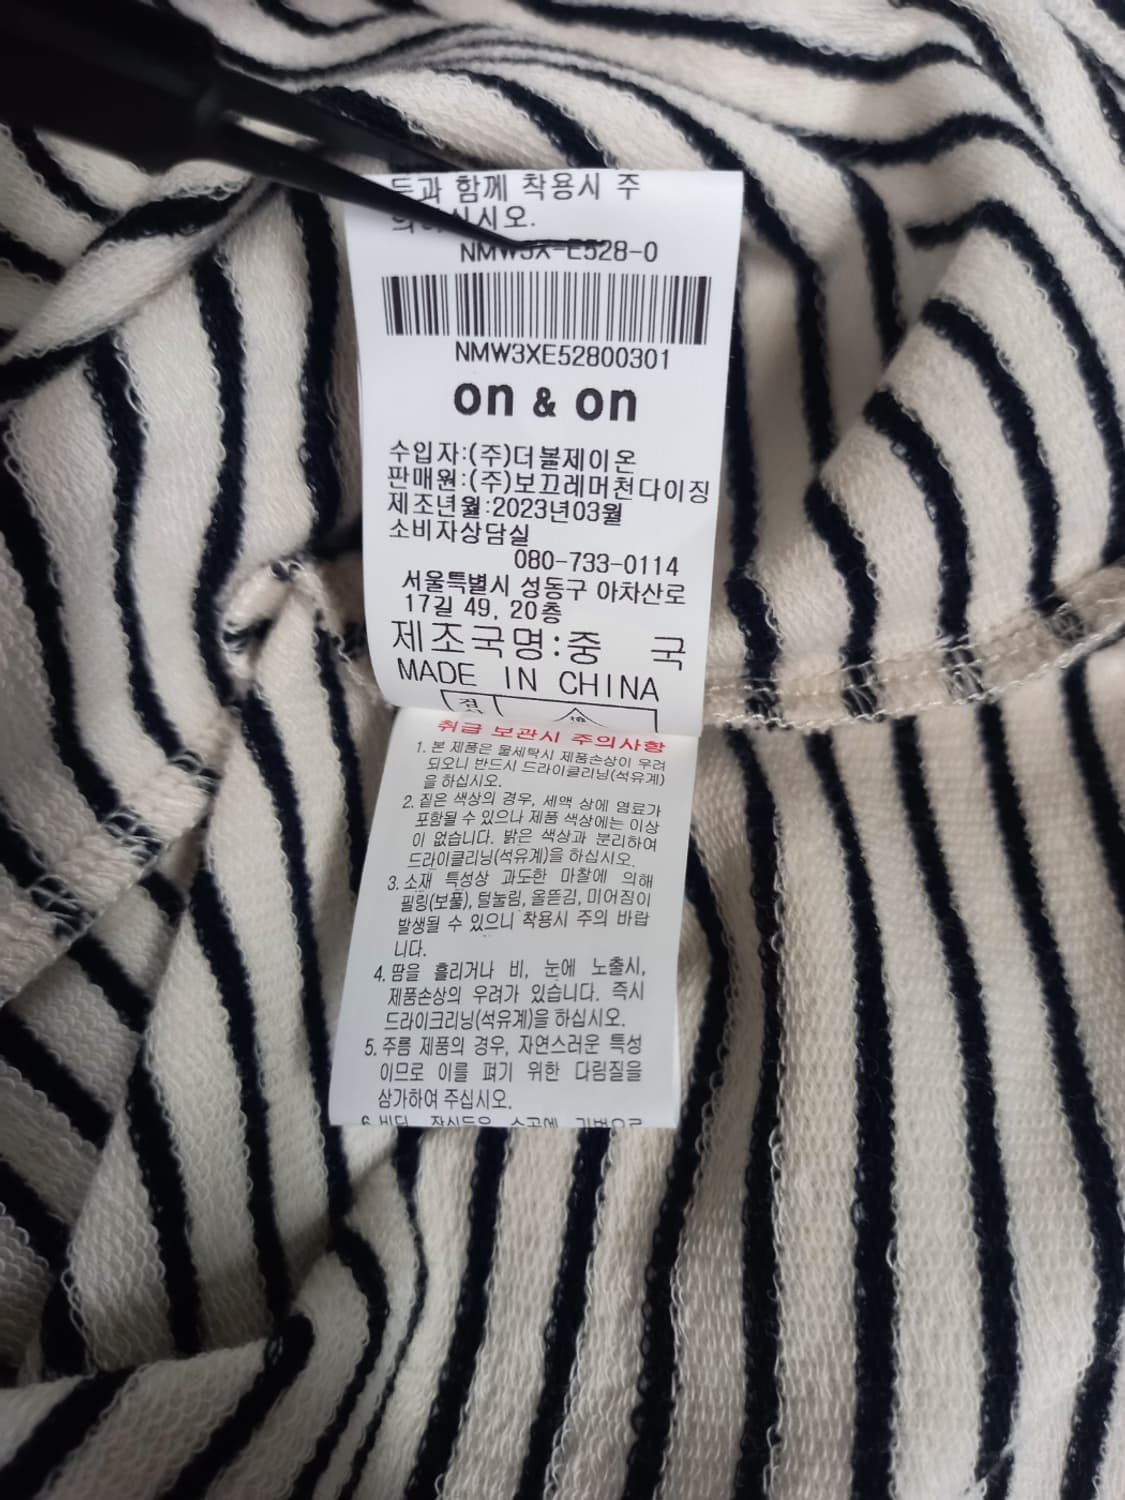 과 함께 착용시 주
시오.
NMW3X-E528-0
NMW3XE52800301
on & on
수입자:(주)더볼제이온
판매원:(주)보끄레머천다이징
제조년월:2023년03월
소비자상담실
080-733-0114
서울특별시 성동구 아차산로
17길 49, 20층
제조국명:중 국
MADE IN CHINA
취급 보관시 주의사항
1. 본 제품은 물세탁시 제품손상이 우려
되오니 반드시 드라이클리닝(석유계)
을 하십시오.
2. 짙은 색상의 경우, 세액 상에 염료가
포함될 수 있으나 제품 색상에는 이상
이 없습니다. 밝은 색상과 분리하여
드라이클리닝(석유계)을 하십시오.
3. 소재 특성상 과도한 마찰에 의해
필링(보풀), 털눌림, 올뜯김, 미어짐이
발생될 수 있으니 착용시 주의 바랍
니다.
4. 땀을 흘리거나 비, 눈에 노출시,
제품손상의 우려가 있습니다. 즉시
드라이크리닝(석유계)을 하십시오.
5. 주름 제품의 경우, 자연스러운 특성
이므로 이를 펴기 위한 다림질을
삼가하여 주십시오.